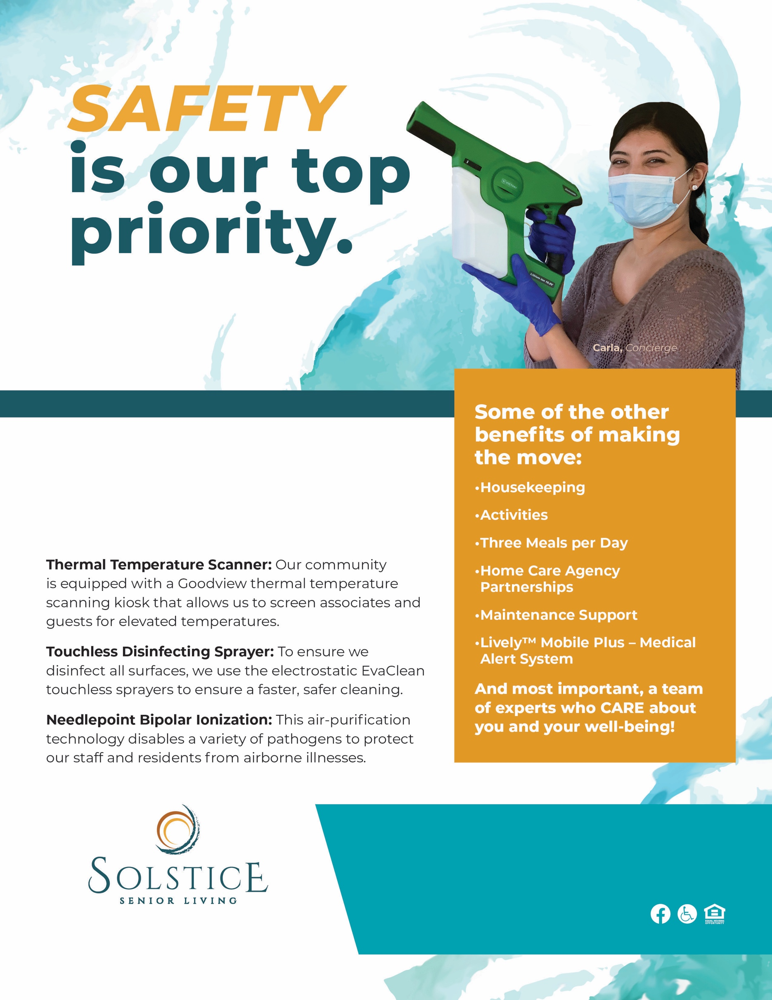 SAFETY
is our top
priority.
VICTORY
Lithium Ion 16.8V
Carla, Concierge
Some of the other
benefits of making
the move:
•Housekeeping
•Activities
•Three Meals per Day
•Home Care Agency
Partnerships
•Maintenance Support
•Lively™ Mobile Plus – Medical
Alert System
And most important, a team
of experts who CARE about
you and your well-being!
Thermal Temperature Scanner: Our community
is equipped with a Goodview thermal temperature
scanning kiosk that allows us to screen associates and
guests for elevated temperatures.
Touchless Disinfecting Sprayer: To ensure we
disinfect all surfaces, we use the electrostatic EvaClean
touchless sprayers to ensure a faster, safer cleaning.
Needlepoint Bipolar Ionization: This air-purification
technology disables a variety of pathogens to protect
our staff and residents from airborne illnesses.
SOLSTICE
SENIOR LIVING
EQUAL HOUSING
OPPORTUNITY